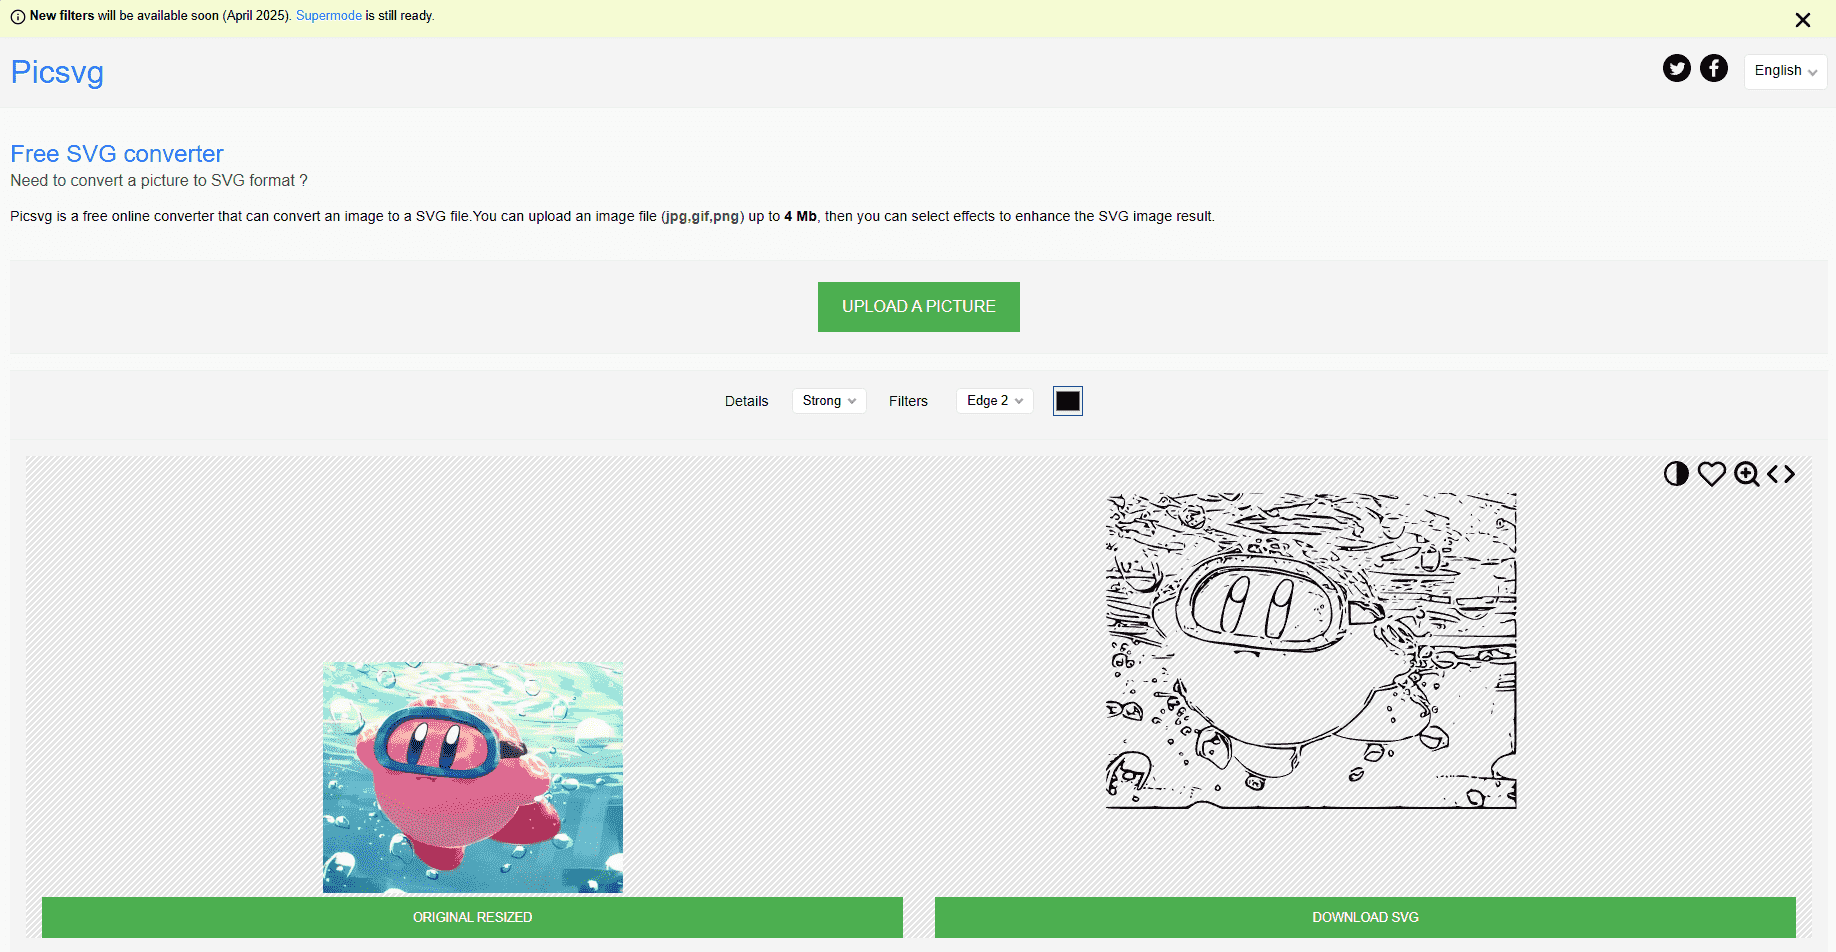 New filters will be available soon (April 2025). Supermode is still ready.
Picsvg
English
Free SVG converter
Need to convert a picture to SVG format ?
Picsvg is a free online converter that can convert an image to a SVG file.You can upload an image file (jpg,gif,png) up to 4 Mb, then you can select effects to enhance the SVG image result.
UPLOAD A PICTURE
Details Strong Filters Edge 2
ORIGINAL RESIZED
DOWNLOAD SVG